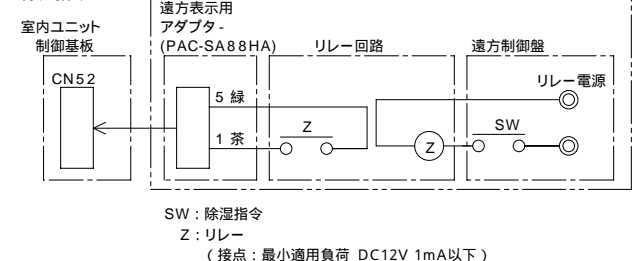 遠方表示用
室内ユニット アダプタ-
制御基板 (PAC-SA88HA) リレー回路 遠方制御盤
CN52 リレー電源
5 緑
Z SW
1 茶
Z
SW：除湿指令
Z：リレー
（接点：最小適用負荷 DC12V 1mA以下）